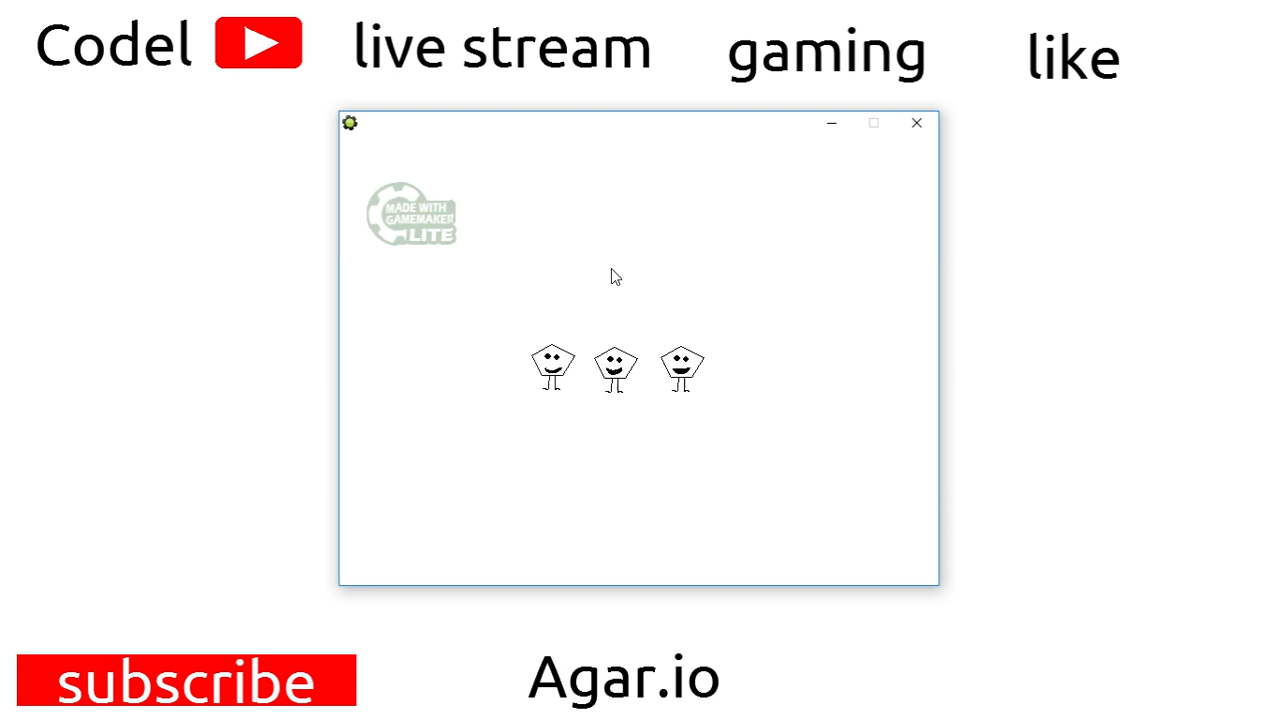 Codel live stream gaming like
MADE WITH
GAMEMAKER
LITE
subscribe Agar.io